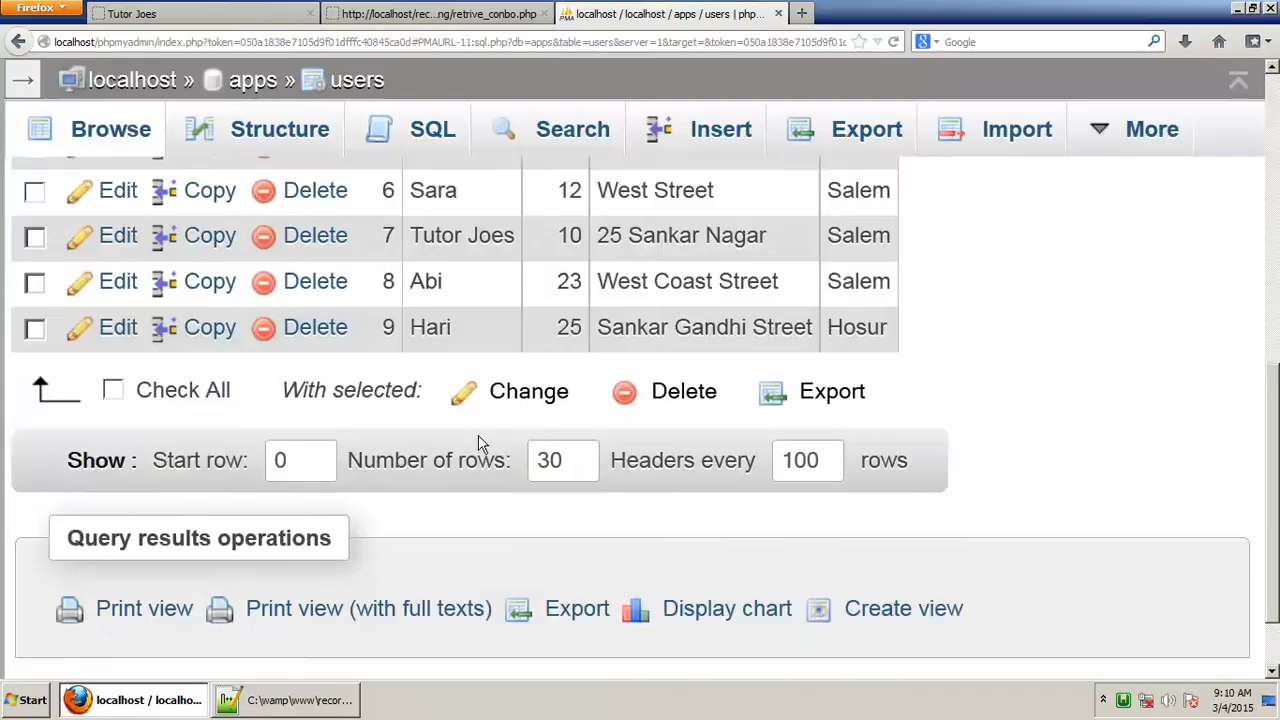 Firefox
Tutor Joes
http://localhost/rec...ng/retrive_combo.php
localhost / localhost / apps / users | php...
localhost/phpmyadmin/index.php?token=050a1838e7105d9f01dfffc40845ca0d#PMAURL-11:sql.php?db=apps&table=users&server=1&target=&token=050a1838e7105d9f01
Google
localhost » apps » users
Browse Structure SQL Search Insert Export Import More
Edit Copy Delete 6 Sara 12 West Street Salem
Edit Copy Delete 7 Tutor Joes 10 25 Sankar Nagar Salem
Edit Copy Delete 8 Abi 23 West Coast Street Salem
Edit Copy Delete 9 Hari 25 Sankar Gandhi Street Hosur
Check All With selected: Change Delete Export
Show : Start row: 0 Number of rows: 30 Headers every 100 rows
Query results operations
Print view Print view (with full texts) Export Display chart Create view
Start localhost / localho... C:\wamp\www\recor... 9:10 AM
3/4/2015